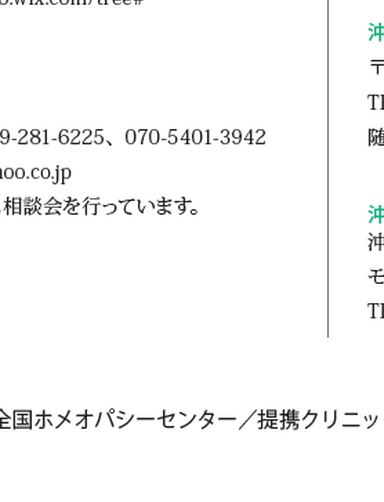 o.wix.com/tree#
9-281-6225、070-5401-3942
oo.co.jp
相談会を行っています。
沖
〒
TE
随
沖
沖
モ
TE
全国ホメオパシーセンター／提携クリニッ